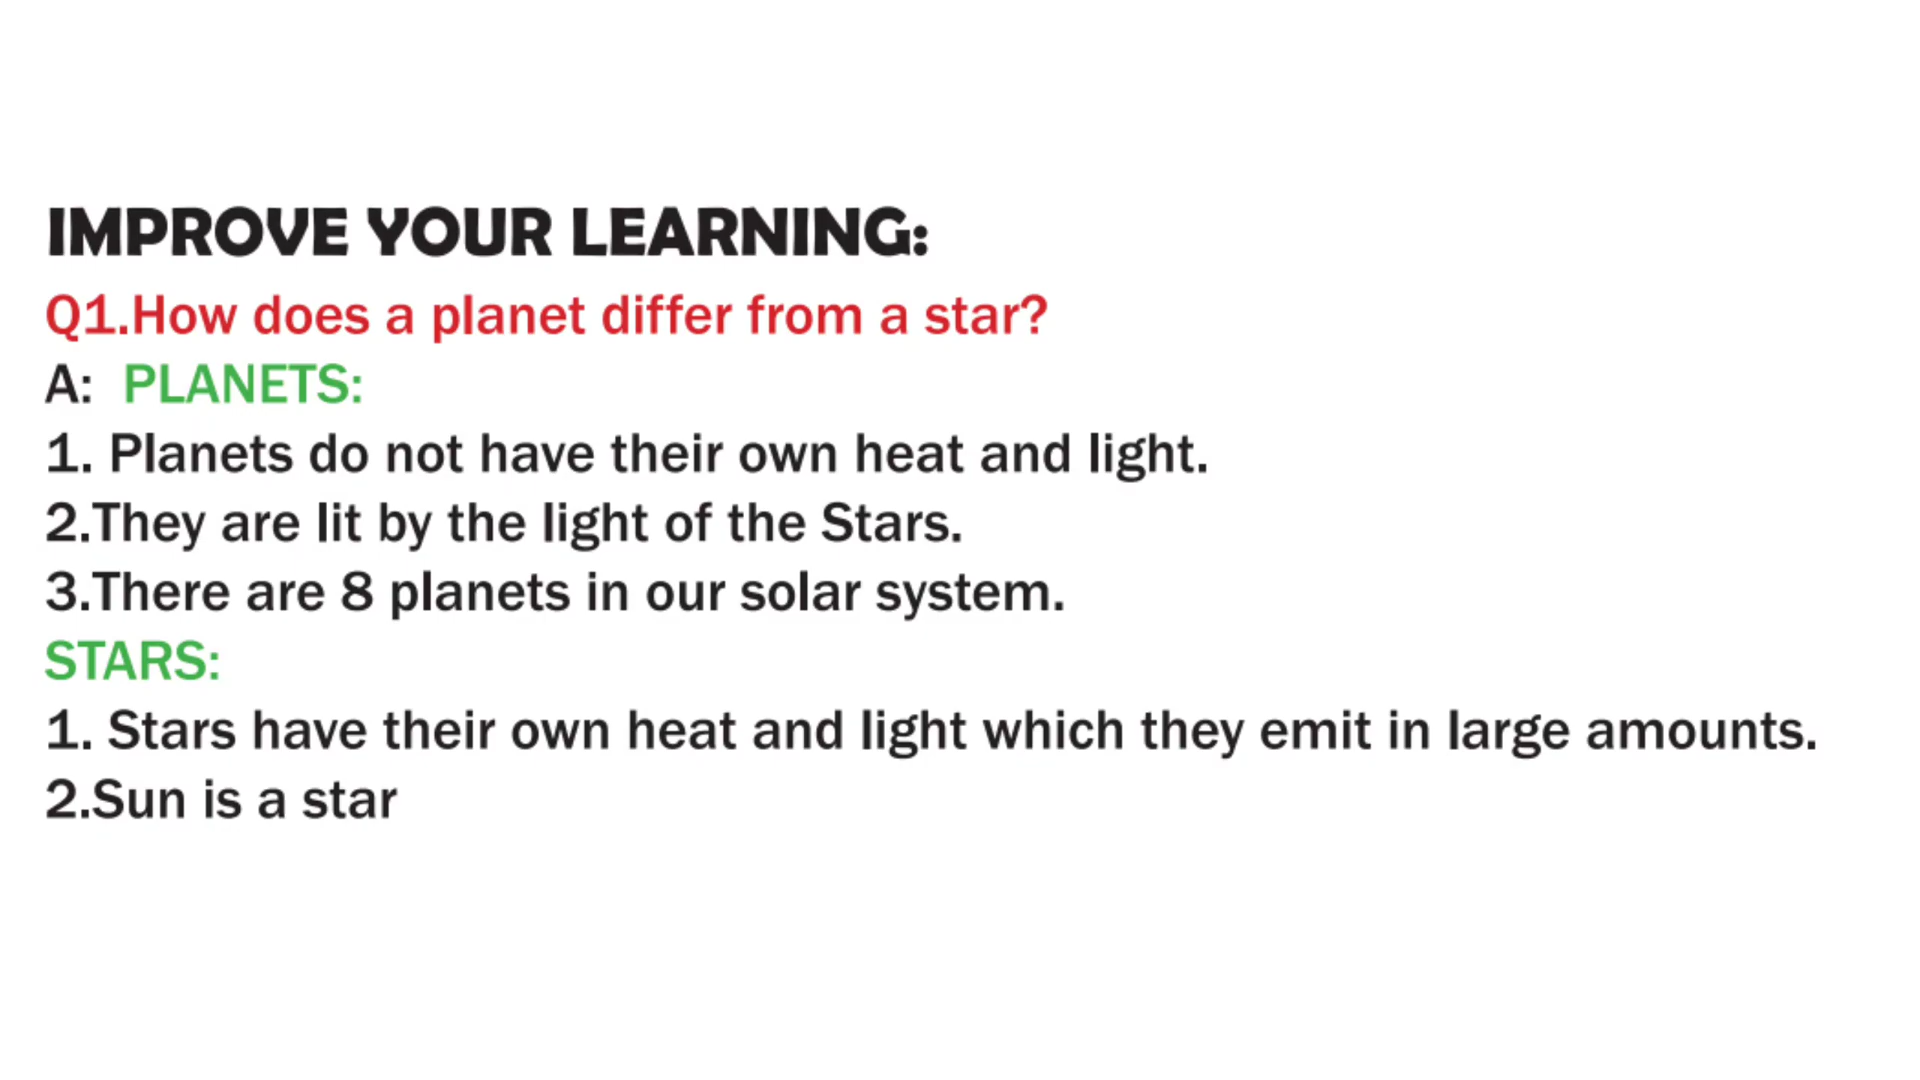 IMPROVE YOUR LEARNING:
Q1.How does a planet differ from a star?
A: PLANETS:
1. Planets do not have their own heat and light.
2.They are lit by the light of the Stars.
3.There are 8 planets in our solar system.
STARS:
1. Stars have their own heat and light which they emit in large amounts.
2.Sun is a star